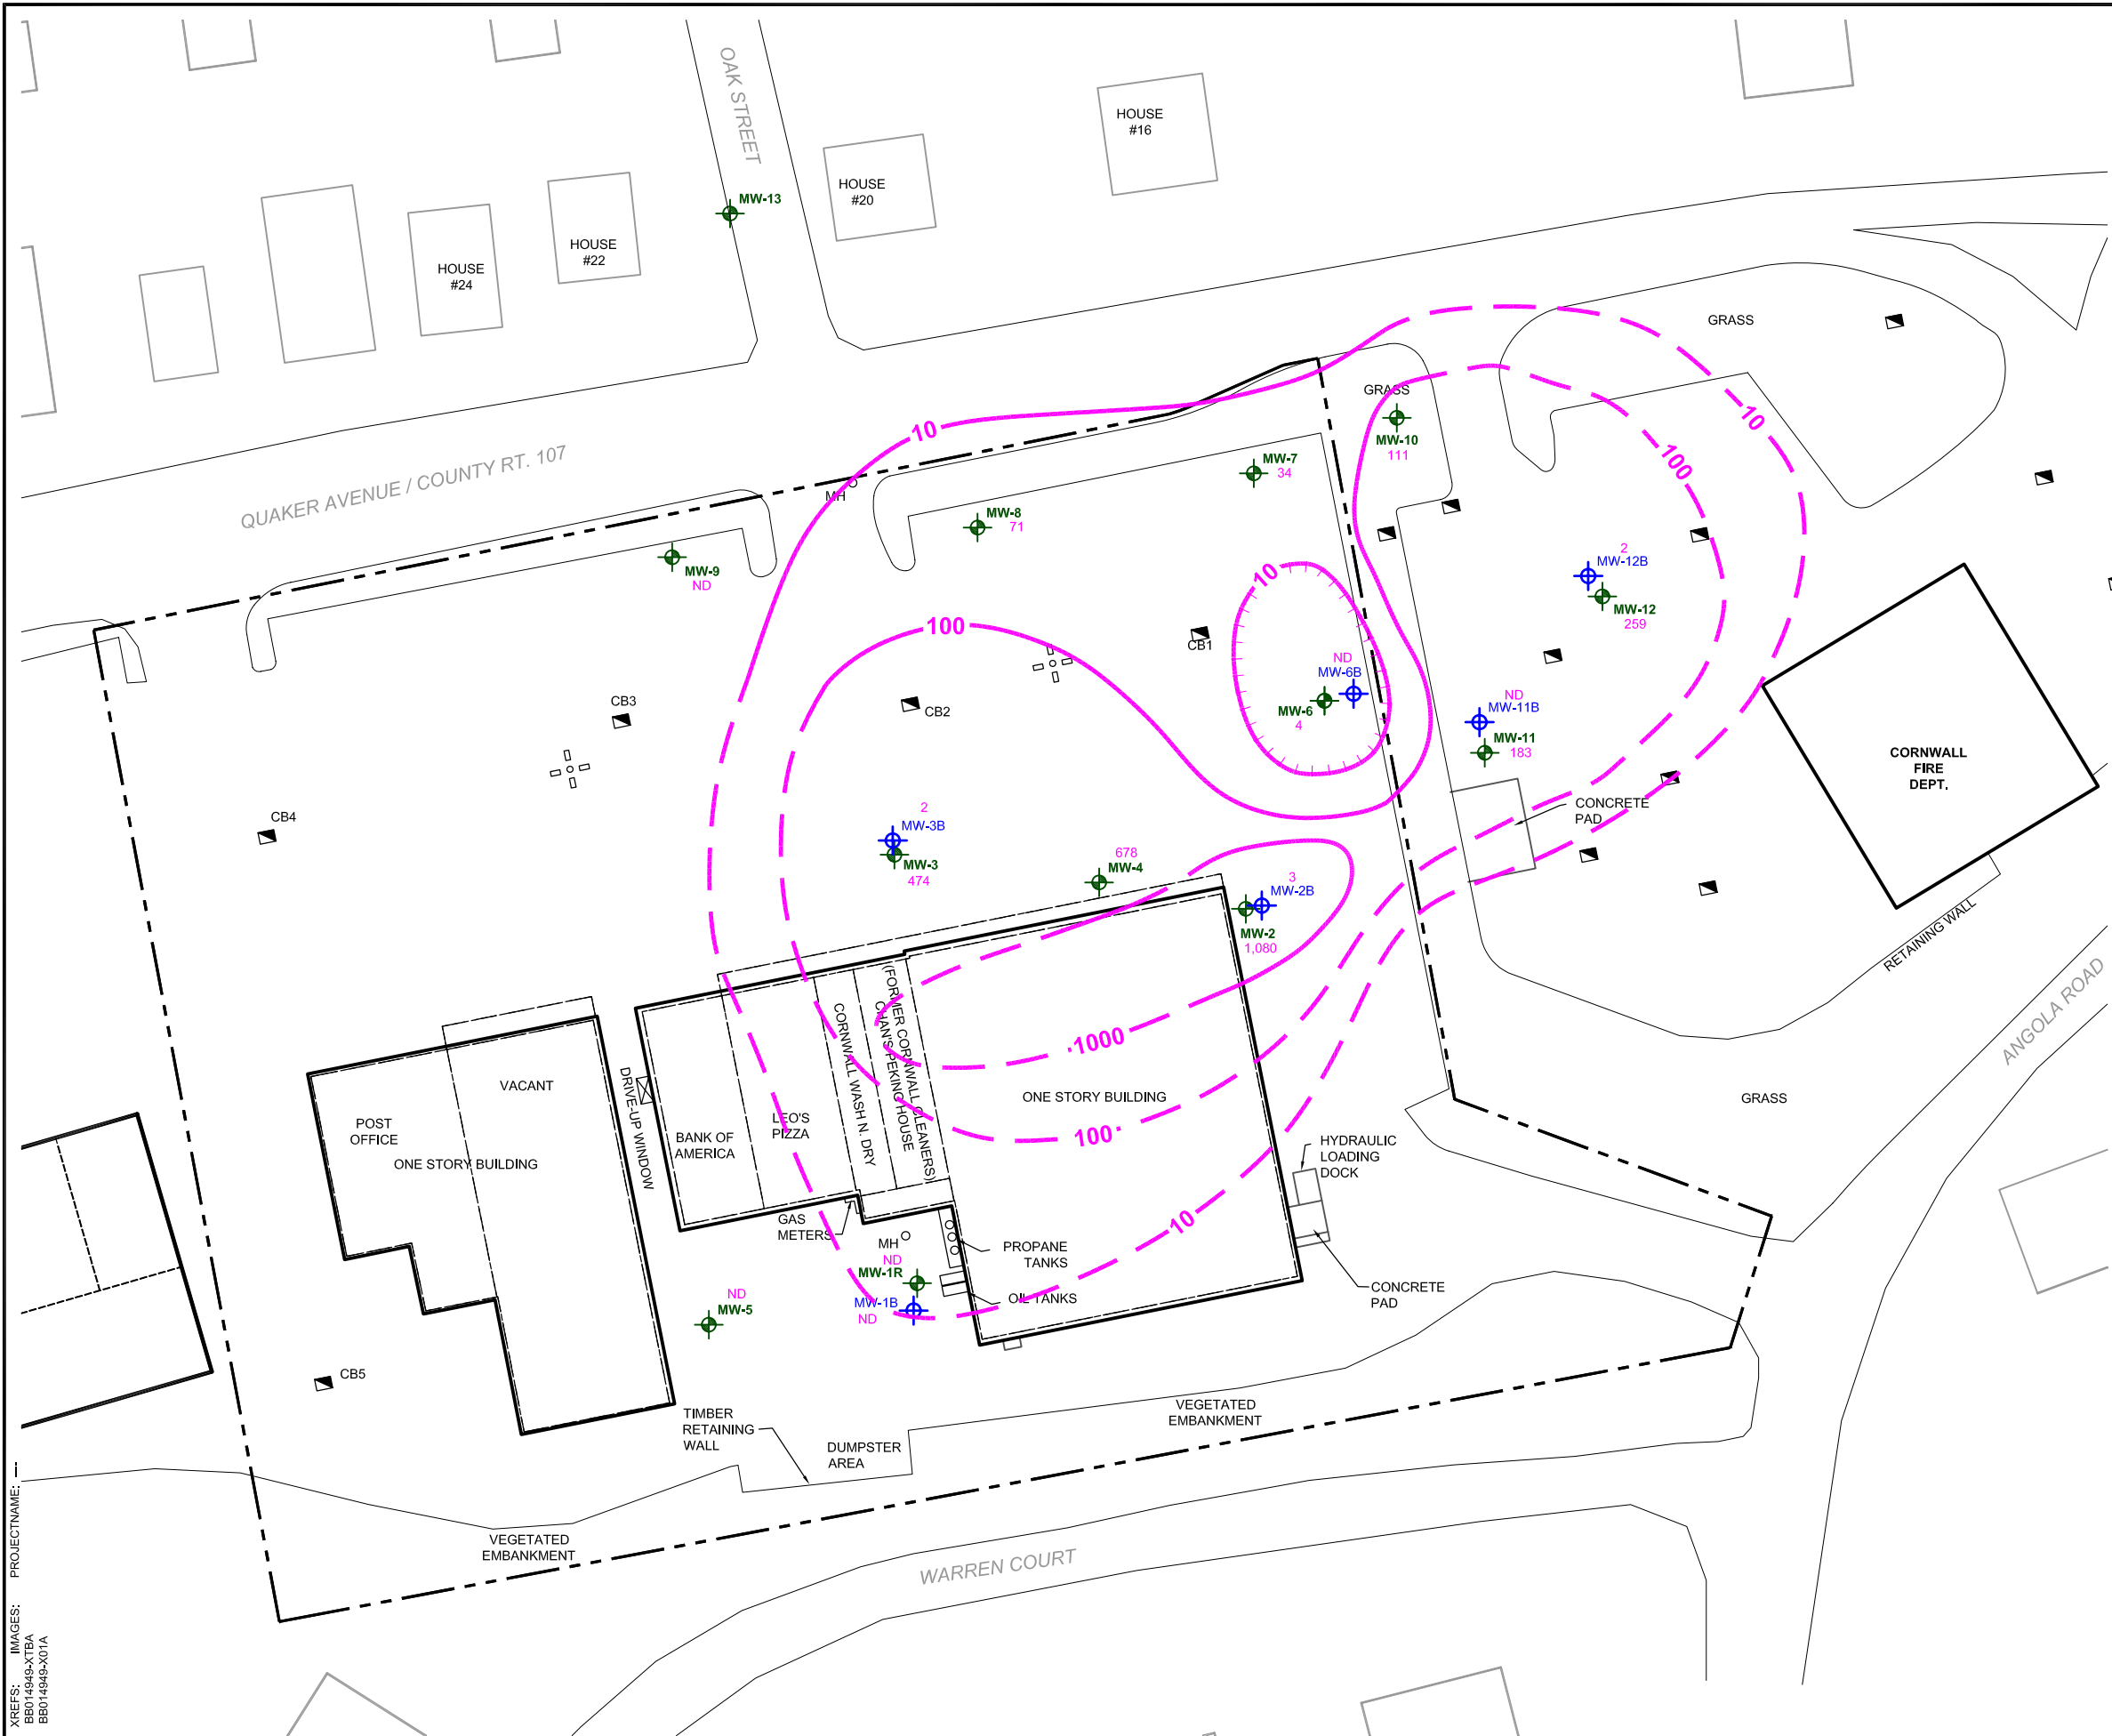 OAK STREET
HOUSE
#16
HOUSE
#20
MW-13
HOUSE
#22
HOUSE
#24
GRASS
QUAKER AVENUE / COUNTY RT. 107
10
GRASS
10
MW-10
111
100
MW-7
34
MH
MW-8
71
MW-9
ND
2
MW-12B
MW-12
259
10
100
CB1
ND
MW-6B
MW-6
4
CB3
CB2
ND
MW-11B
MW-11
183
CORNWALL
FIRE
DEPT.
CB4
2
MW-3B
MW-3
474
CONCRETE
PAD
678
MW-4
3
MW-2B
MW-2
1,080
RETAINING WALL
ANGOLA ROAD
(FORMER CORNWALL CLEANERS)
CHAN'S PEKING HOUSE
CORNWALL WASH N. DRY
1000
VACANT
DRIVE-UP WINDOW
POST
OFFICE
ONE STORY BUILDING
BANK OF
AMERICA
LEO'S
PIZZA
ONE STORY BUILDING
100
GRASS
HYDRAULIC
LOADING
DOCK
GAS
METERS
10
MH
ND
MW-1R
PROPANE
TANKS
MW-1B
ND
OIL TANKS
CONCRETE
PAD
ND
MW-5
CB5
TIMBER
RETAINING
WALL
DUMPSTER
AREA
VEGETATED
EMBANKMENT
VEGETATED
EMBANKMENT
WARREN COURT
XREFS: IMAGES: PROJECTNAME: ---
BB014949-XTBA
BB014949-X01A